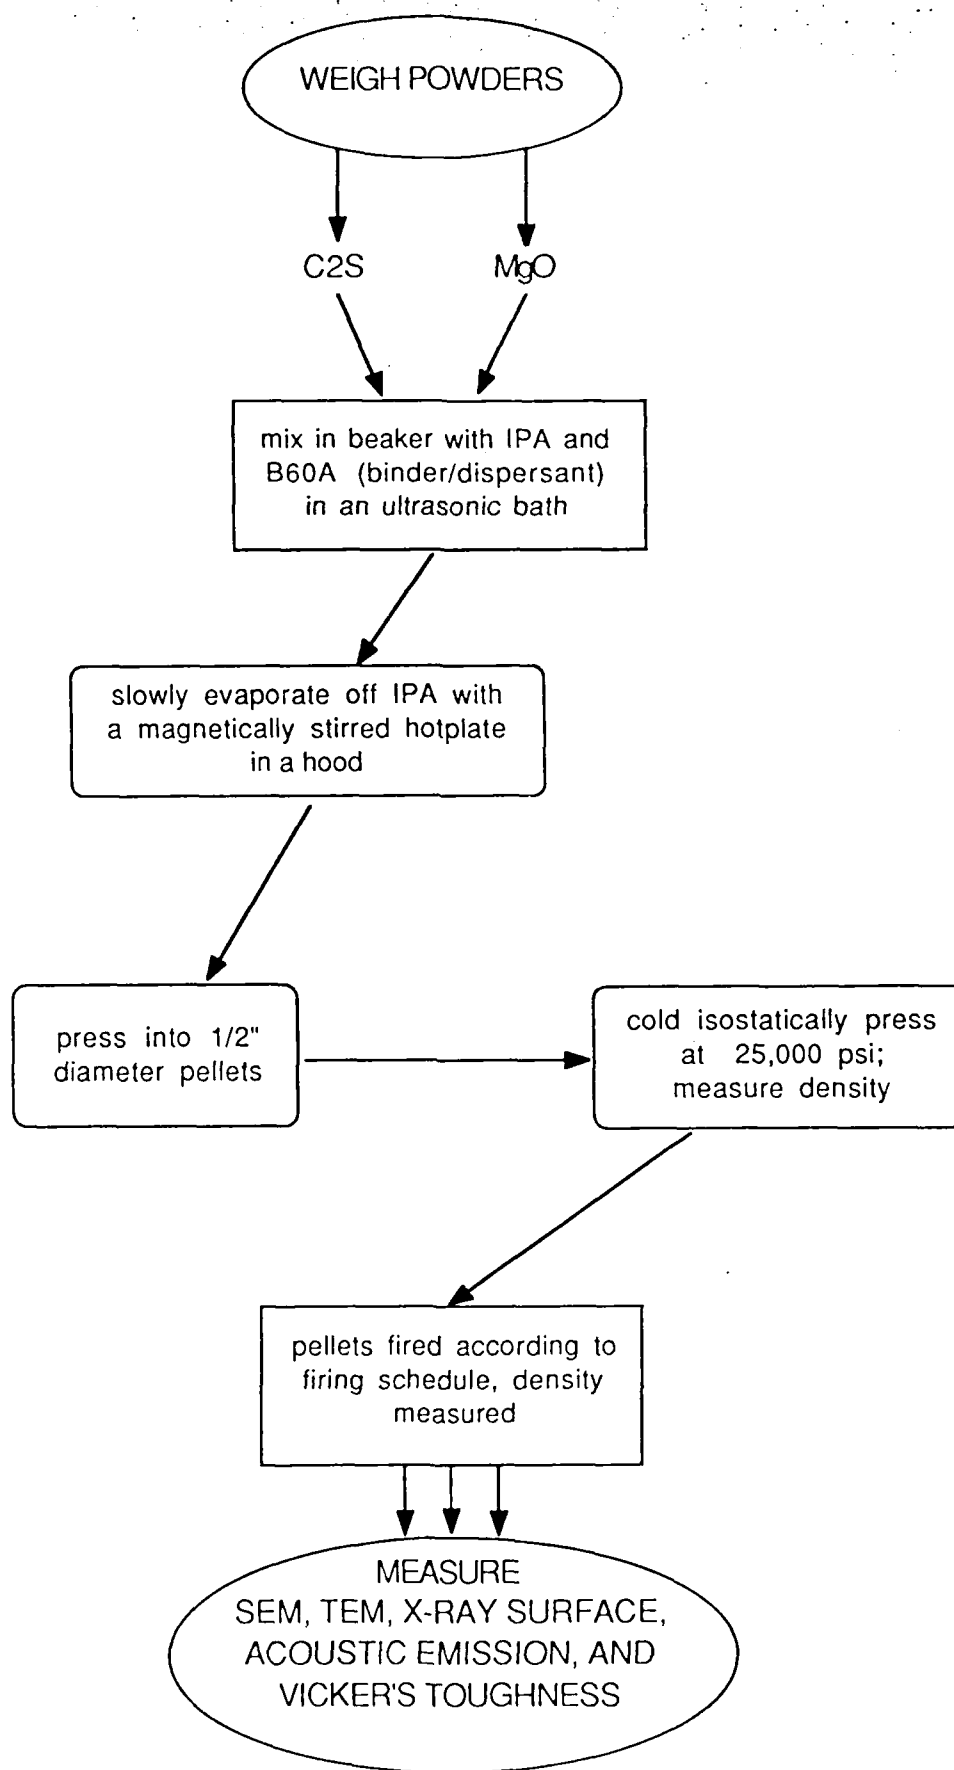 WEIGH POWDERS
C2S
MgO
mix in beaker with IPA and
B60A (binder/dispersant)
in an ultrasonic bath
slowly evaporate off IPA with
a magnetically stirred hotplate
in a hood
press into 1/2"
diameter pellets
cold isostatically press
at 25,000 psi;
measure density
pellets fired according to
firing schedule, density
measured
MEASURE
SEM, TEM, X-RAY SURFACE,
ACOUSTIC EMISSION, AND
VICKER'S TOUGHNESS